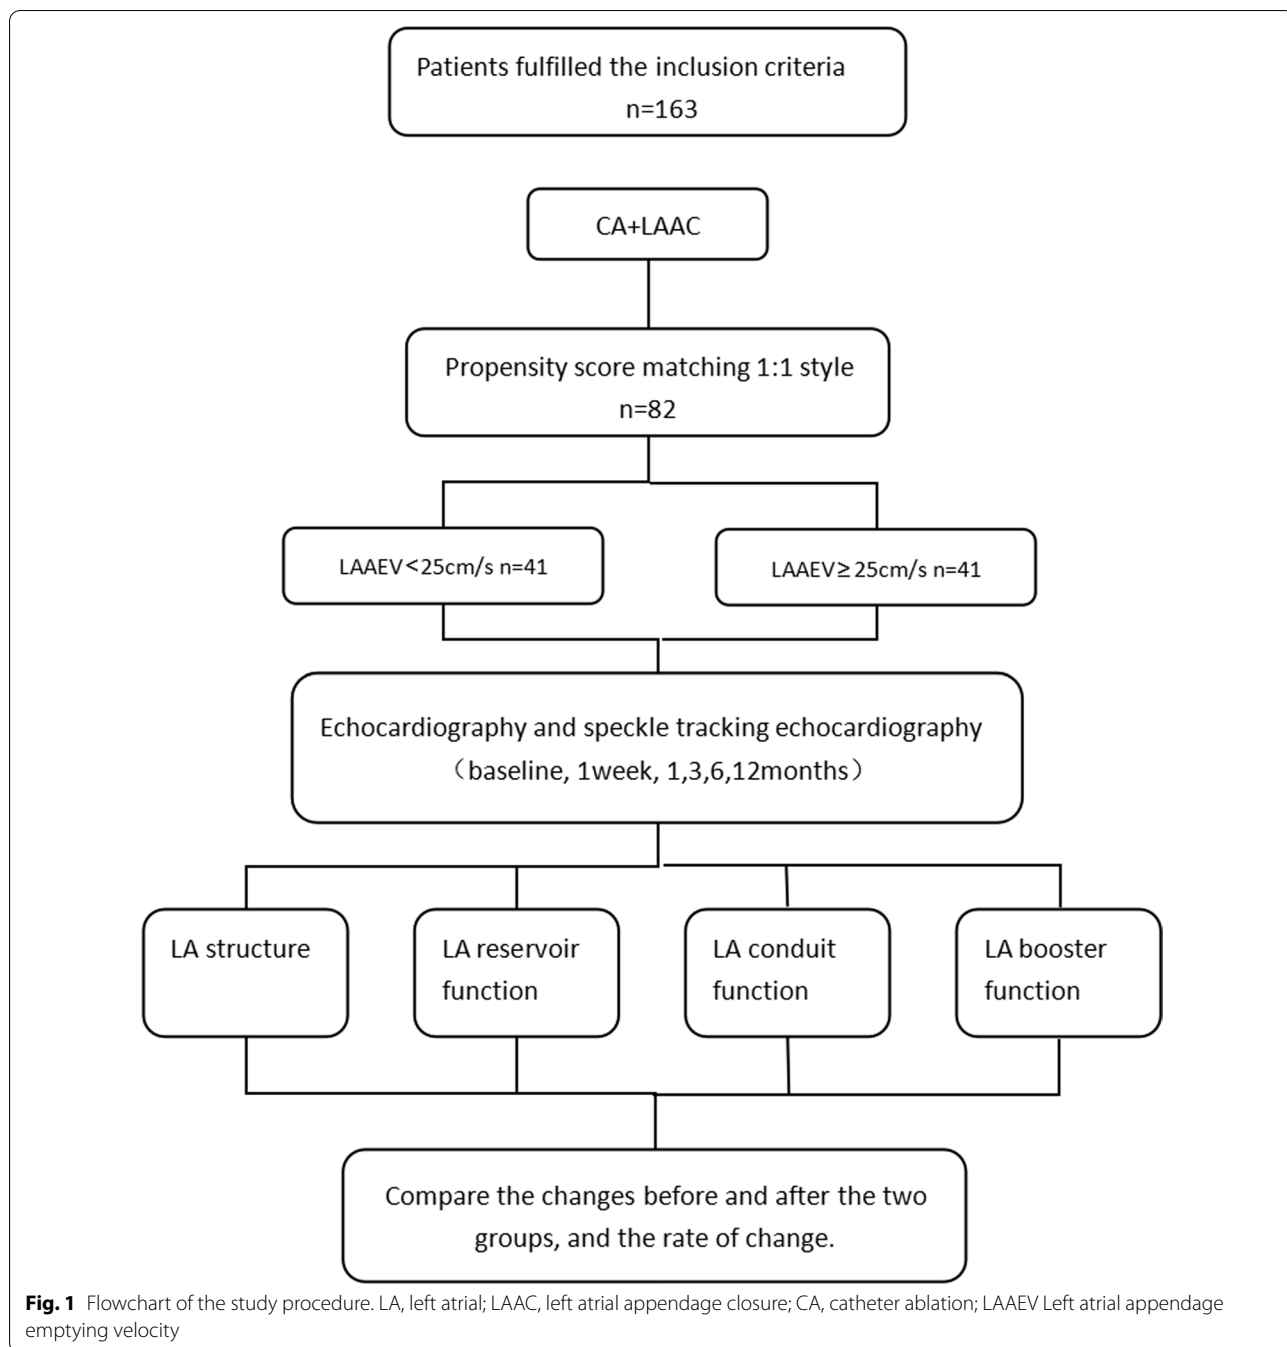 Patients fulfilled the inclusion criteria
n=163
CA+LAAC
Propensity score matching 1:1 style
n=82
LAAEV<25cm/s n=41
LAAEV≥25cm/s n=41
Echocardiography and speckle tracking echocardiography
（baseline, 1week, 1,3,6,12months）
LA structure
LA reservoir
function
LA conduit
function
LA booster
function
Compare the changes before and after the two
groups, and the rate of change.
Fig. 1 Flowchart of the study procedure. LA, left atrial; LAAC, left atrial appendage closure; CA, catheter ablation; LAAEV Left atrial appendage
emptying velocity